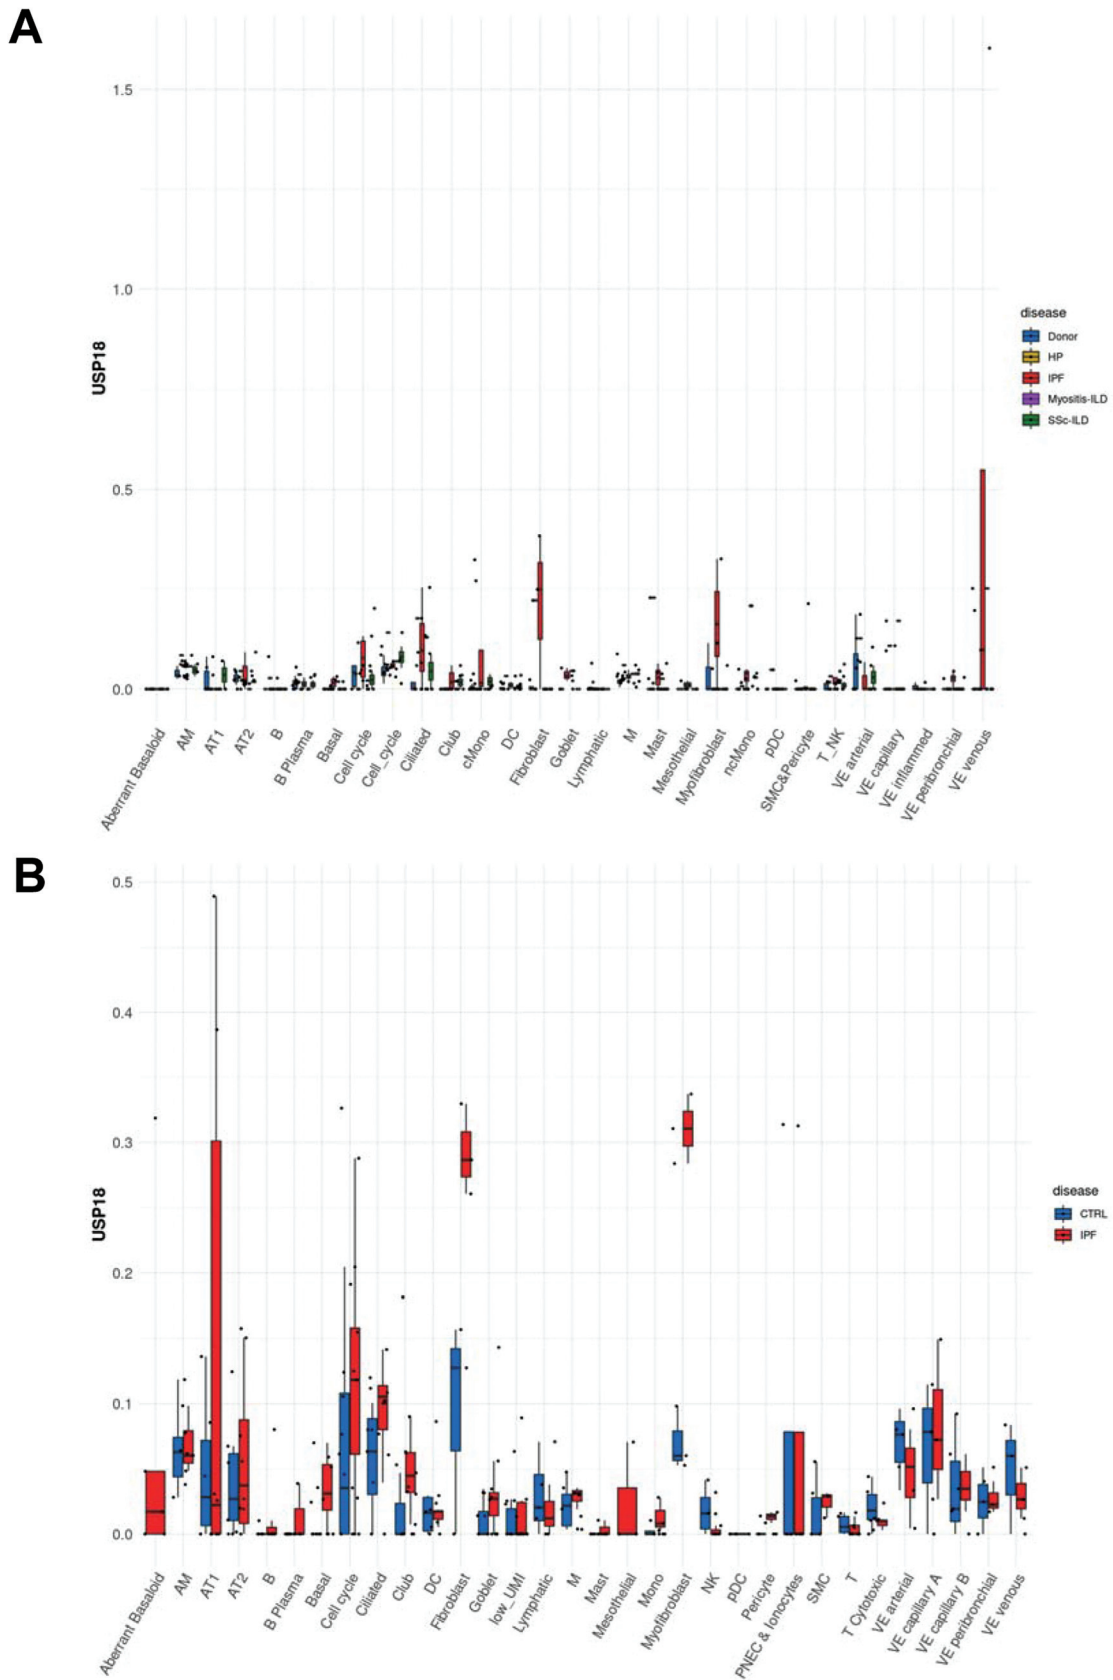 A
1.5
1.0
0.5
0.0
USP18
disease
Donor
HP
IPF
Myositis-ILD
SSc-ILD
Aberrant Basaloid
AM
AT1
AT2
B
B Plasma
Basal
Cell cycle
Cell_cycle
Ciliated
Club
cMono
DC
Fibroblast
Goblet
Lymphatic
M
Mast
Mesothelial
Myofibroblast
ncMono
pDC
SMC&Pericyte
T_NK
VE arterial
VE capillary
VE inflammed
VE peribronchial
VE venous
B
0.5
0.4
0.3
0.2
0.1
0.0
USP18
disease
CTRL
IPF
Aberrant Basaloid
AM
AT1
AT2
B
B Plasma
Basal
Cell cycle
Ciliated
Club
DC
Fibroblast
Goblet
low_UMI
Lymphatic
M
Mast
Mesothelial
Mono
Myofibroblast
NK
pDC
Pericyte
PNEC & Ionocytes
SMC
T
T Cytotoxic
VE arterial
VE capillary A
VE capillary B
VE peribronchial
VE venous